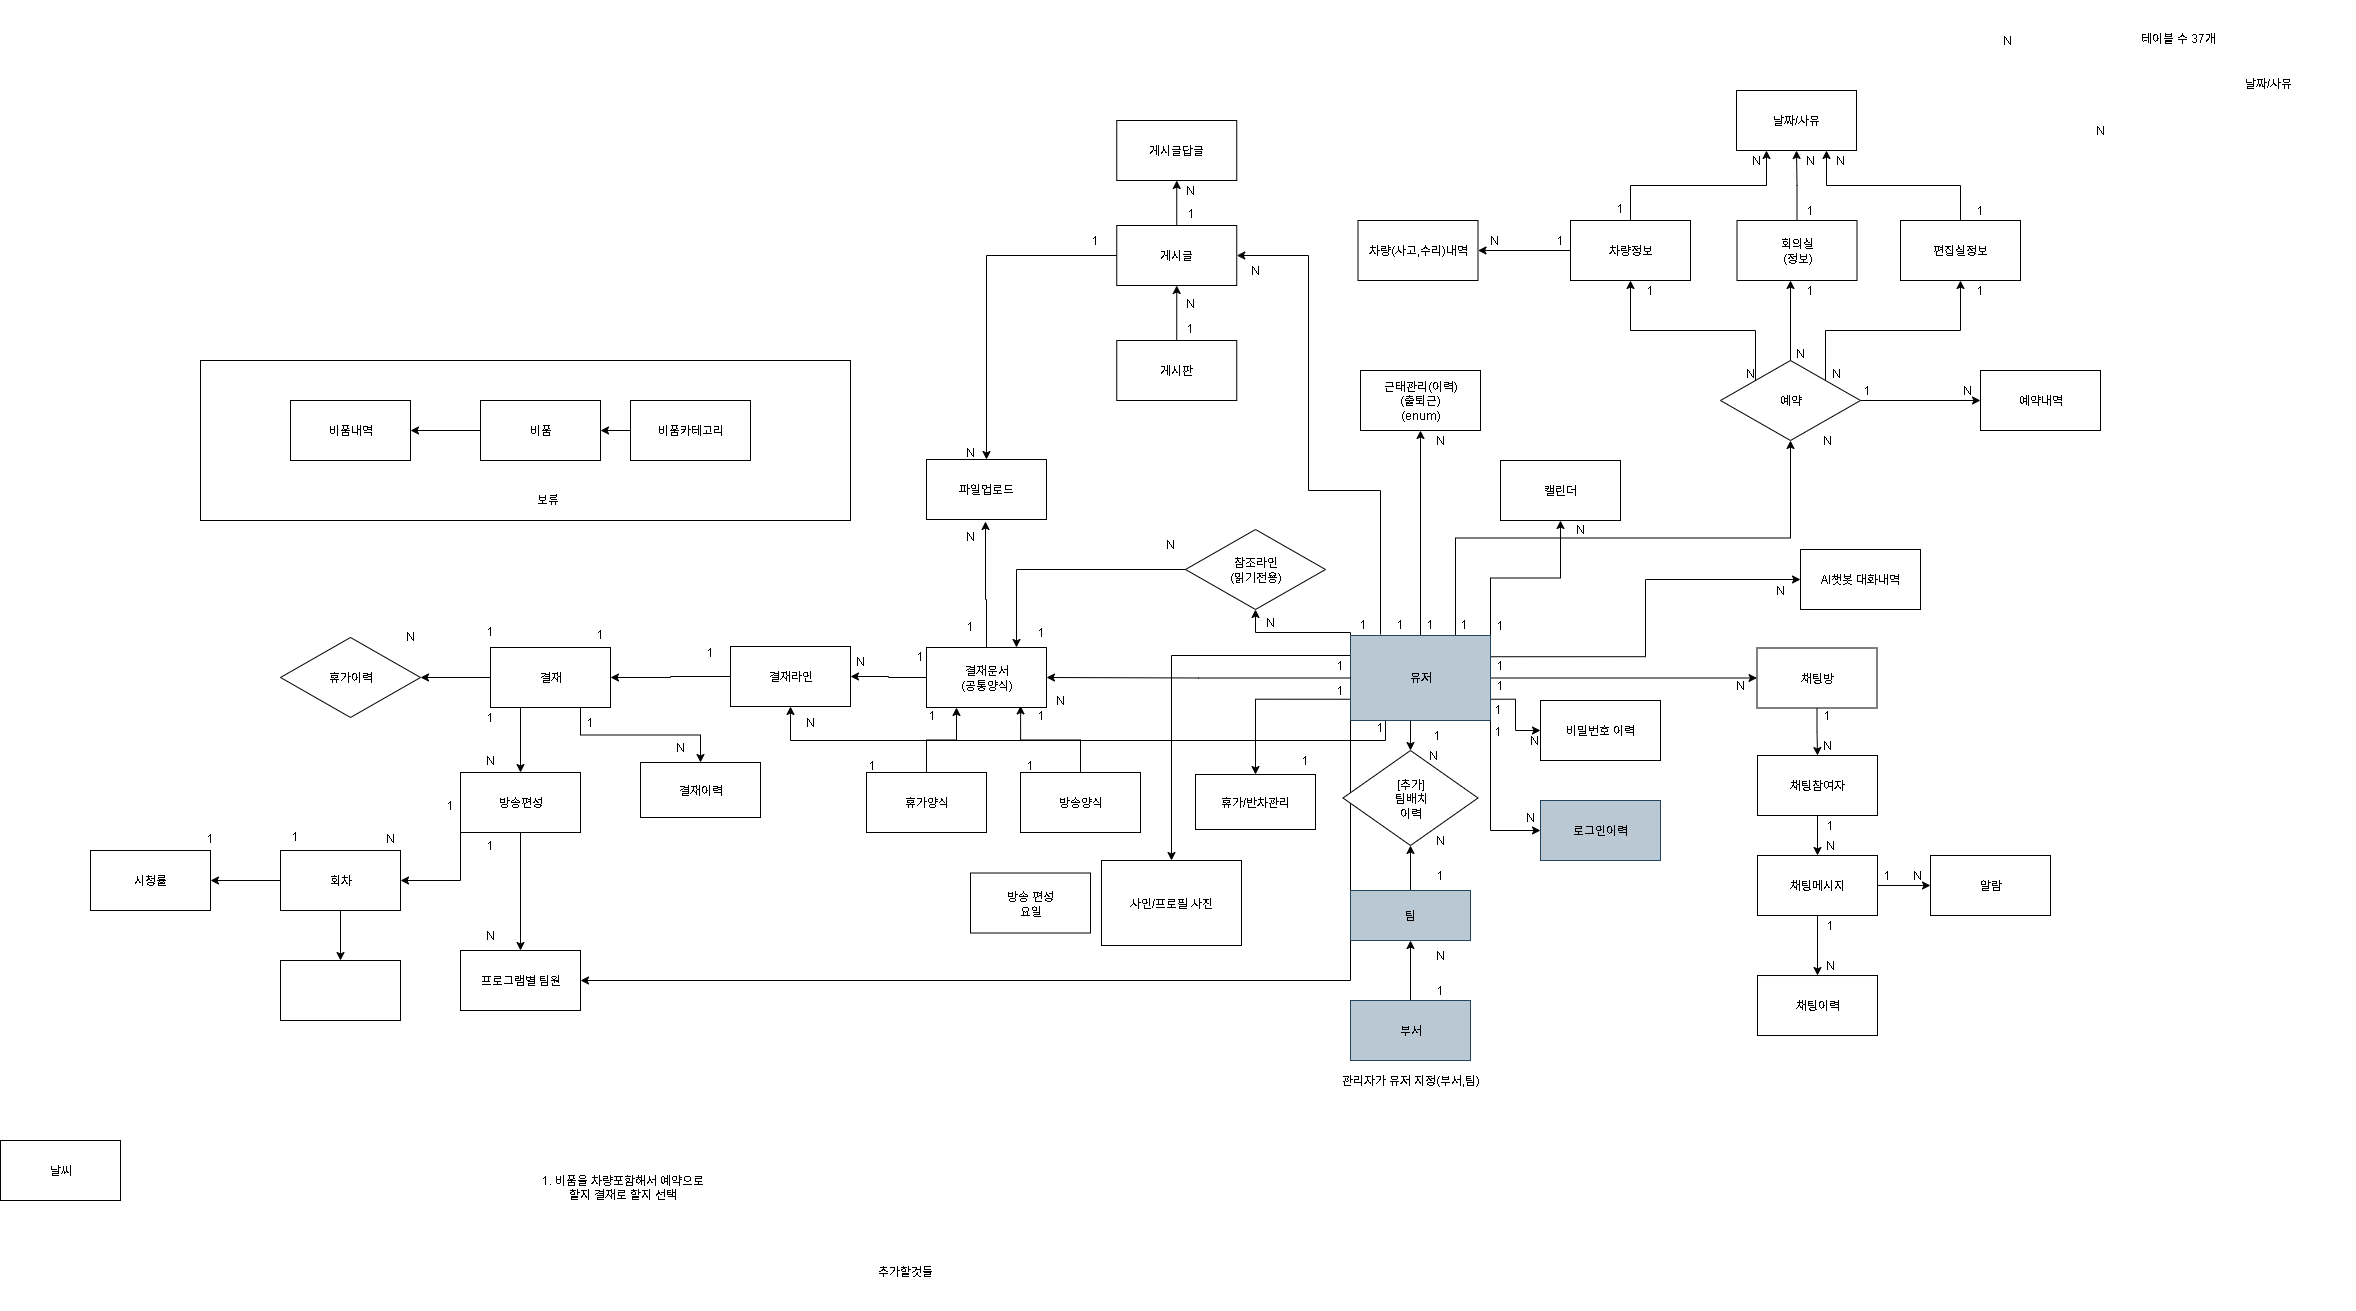 N
테이블 수 37개
날짜/사유
날짜/사유
N
N
N
N
게시글답글
N
1
1
1
1
1
게시글
N
차량(사고,수리)내역
N
1
차량정보
회의실
(정보)
편집실정보
N
1
1
1
1
게시판
N
N
N
근태관리(이력)
(출퇴근)
(enum)
예약
1
N
예약내역
N
N
비품내역
비품
비품카테고리
보류
N
파일업로드
캘린더
N
N
N
참조라인
(읽기전용)
AI챗봇 대화내역
N
N
1
1
1
1
1
1
1
1
1
N
휴가이력
결재
1
결재라인
N
1
결재문서
(공통양식)
N
1
1
유저
1
1
1
1
N
채팅방
비밀번호 이력
N
1
1
N
N
결재이력
N
1
1
1
1
1
1
N
1
N
N
방송편성
1
1
휴가양식
방송양식
휴가/반차관리
[추가]
팀배치
이력
N
로그인이력
N
채팅참여자
1
N
1
1
N
시청률
회차
방송 편성
요일
사인/프로필 사진
1
팀
채팅메시지
1
N
알람
1
N
N
프로그램별 팀원
N
1
부서
채팅이력
관리자가 유저 지정(부서,팀)
날씨
1. 비품을 차량포함해서 예약으로
할지 결재로 할지 선택
추가할것들